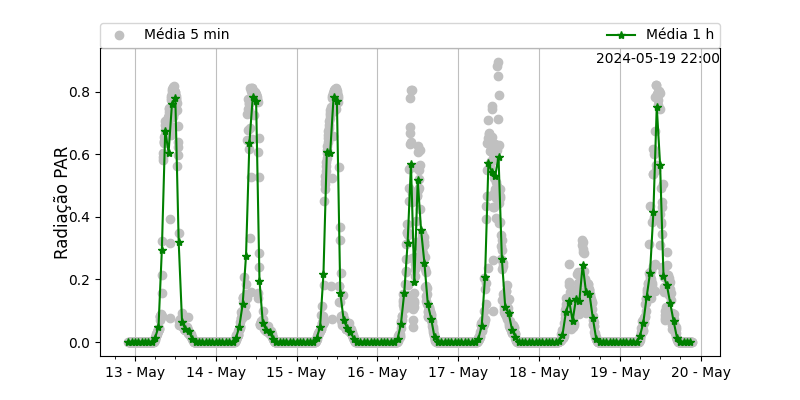 Média 5 min
Média 1 h
2024-05-19 22:00
Radiação PAR
0.8
0.6
0.4
0.2
0.0
13 - May
14 - May
15 - May
16 - May
17 - May
18 - May
19 - May
20 - May